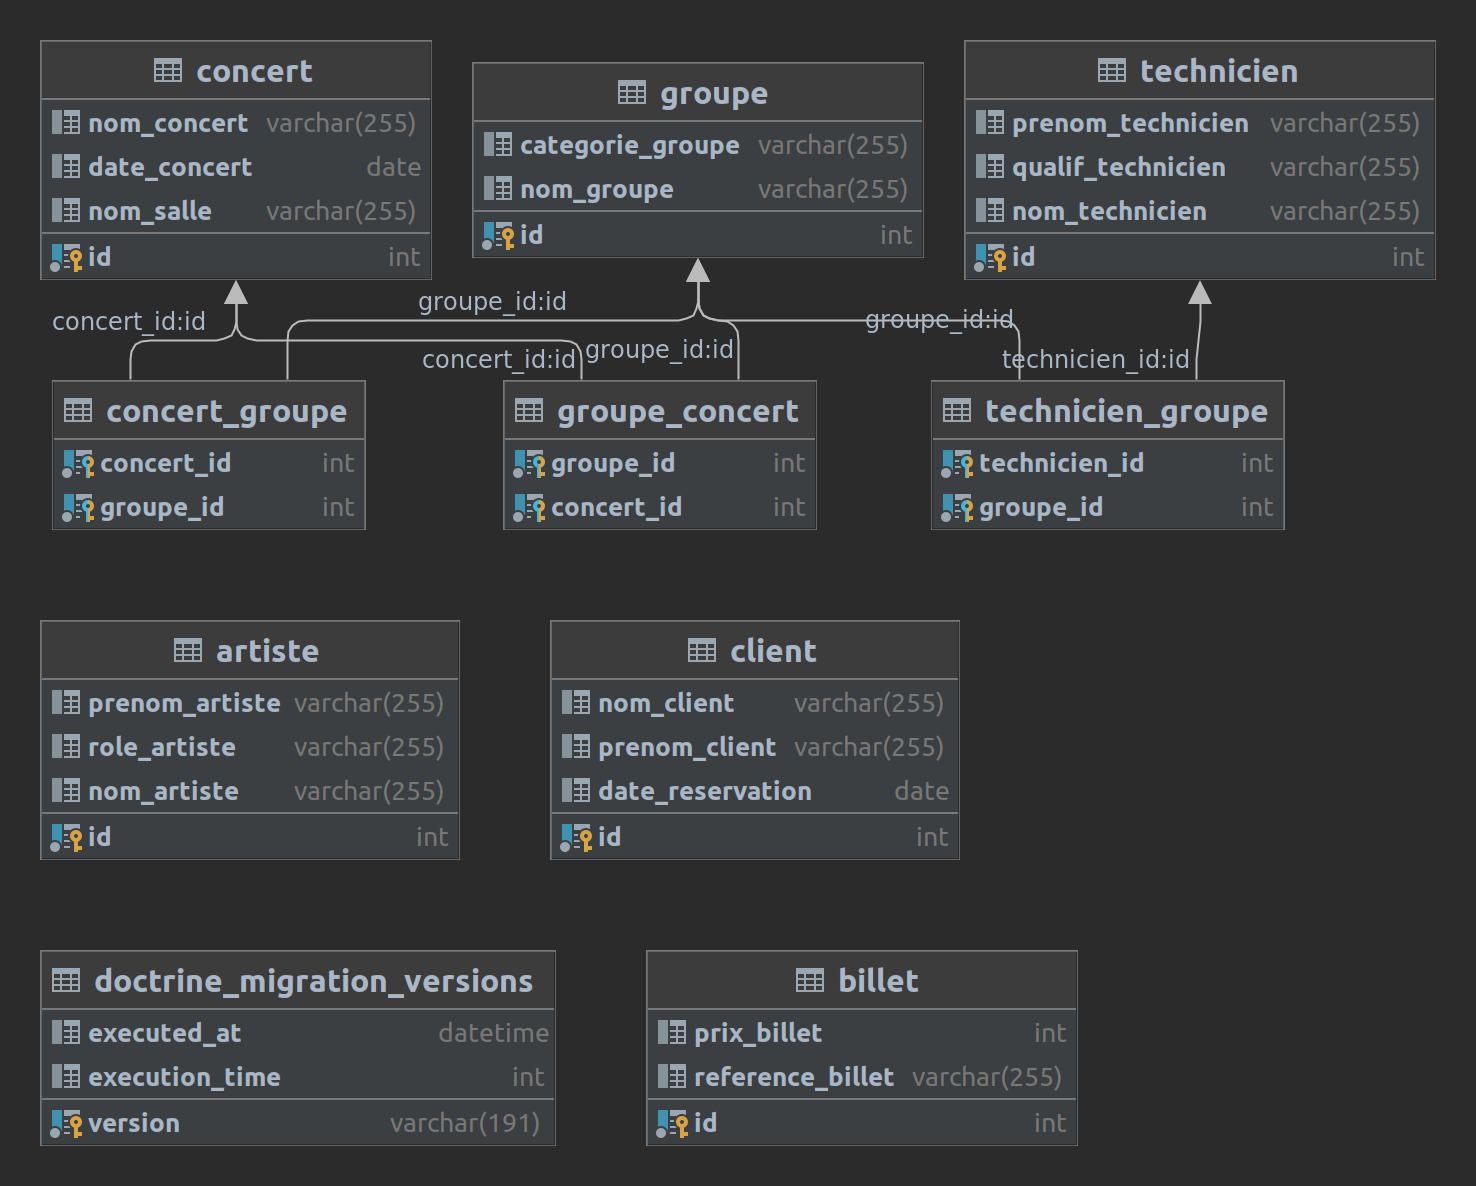 concert
nom_concert varchar(255)
date_concert date
nom_salle varchar(255)
id int
groupe
categorie_groupe varchar(255)
nom_groupe varchar(255)
id int
technicien
prenom_technicien varchar(255)
qualif_technicien varchar(255)
nom_technicien varchar(255)
id int
concert_id:id
groupe_id:id
concert_id:id
groupe_id:id
groupe_id:id
technicien_id:id
concert_groupe
concert_id int
groupe_id int
groupe_concert
groupe_id int
concert_id int
technicien_groupe
technicien_id int
groupe_id int
artiste
prenom_artiste varchar(255)
role_artiste varchar(255)
nom_artiste varchar(255)
id int
client
nom_client varchar(255)
prenom_client varchar(255)
date_reservation date
id int
doctrine_migration_versions
executed_at datetime
execution_time int
version varchar(191)
billet
prix_billet int
reference_billet varchar(255)
id int